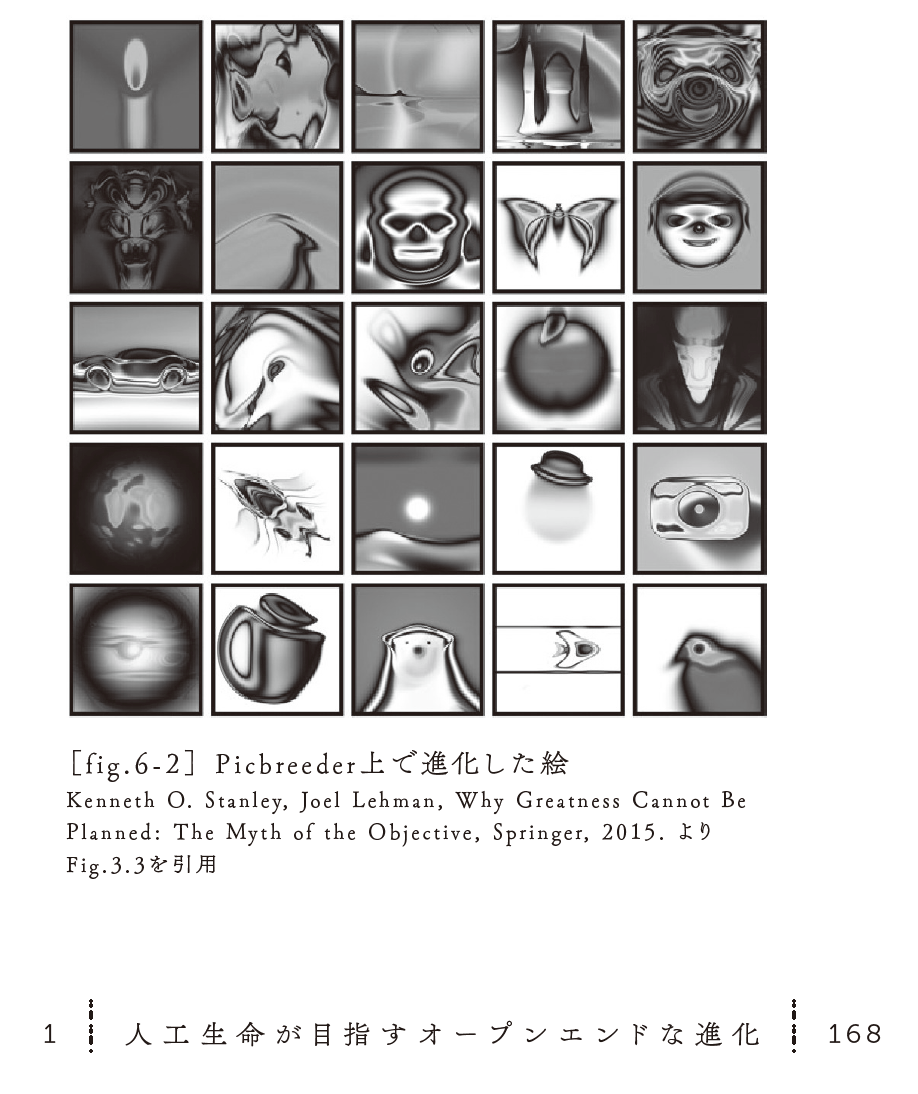 [fig.6-2] Picbreeder上で進化した絵
Kenneth O. Stanley, Joel Lehman, Why Greatness Cannot Be
Planned: The Myth of the Objective, Springer, 2015. より
Fig.3.3を引用
1 人工生命が目指すオープンエンドな進化 168